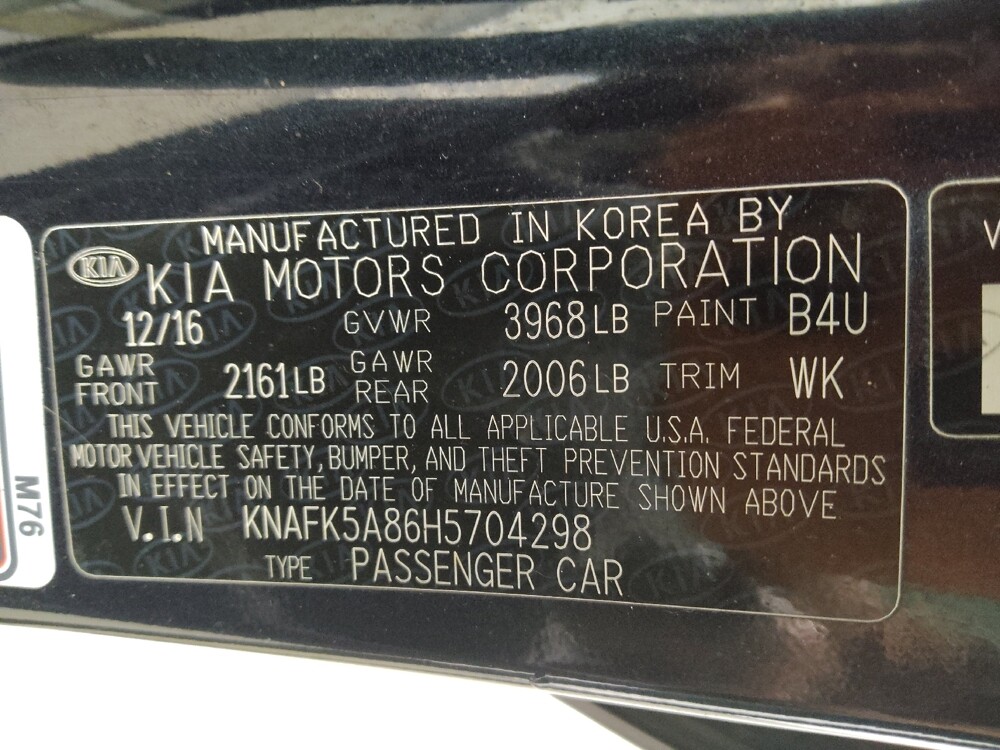 MANUFACTURED IN KOREA BY
KIA KIA MOTORS CORPORATION
12/16 GVWR 3968LB PAINT B4U
GAWR FRONT 2161LB GAWR REAR 2006LB TRIM WK
THIS VEHICLE CONFORMS TO ALL APPLICABLE U.S.A. FEDERAL
MOTOR VEHICLE SAFETY, BUMPER, AND THEFT PREVENTION STANDARDS
IN EFFECT ON THE DATE OF MANUFACTURE SHOWN ABOVE
V.I.N KNAFK5A86H5704298
TYPE PASSENGER CAR
M76